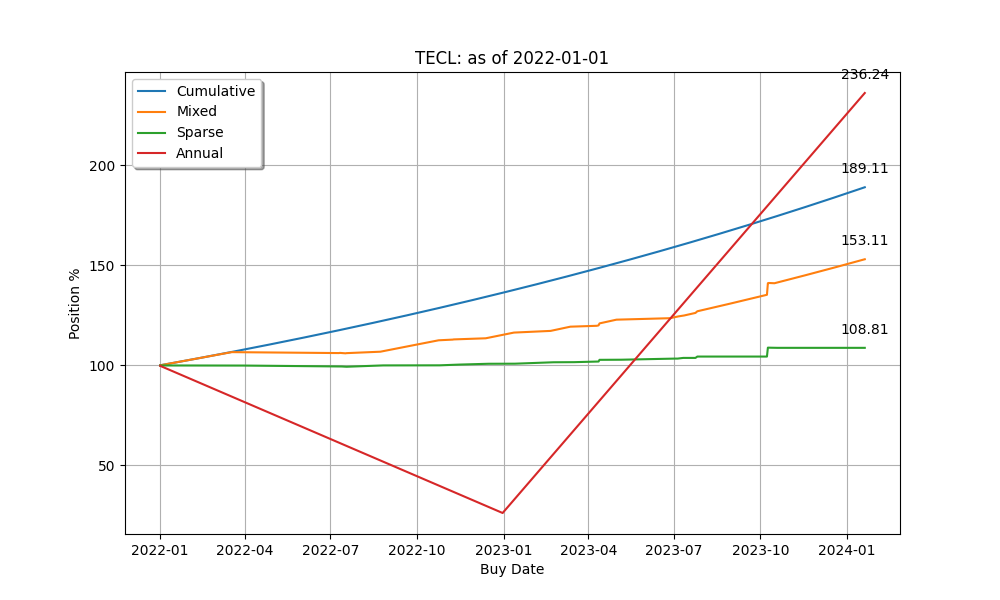 TECL: as of 2022-01-01
236.24
Cumulative
Mixed
Sparse
Annual
189.11
153.11
108.81
200
150
100
50
Position %
2022-01 2022-04 2022-07 2022-10 2023-01 2023-04 2023-07 2023-10 2024-01
Buy Date